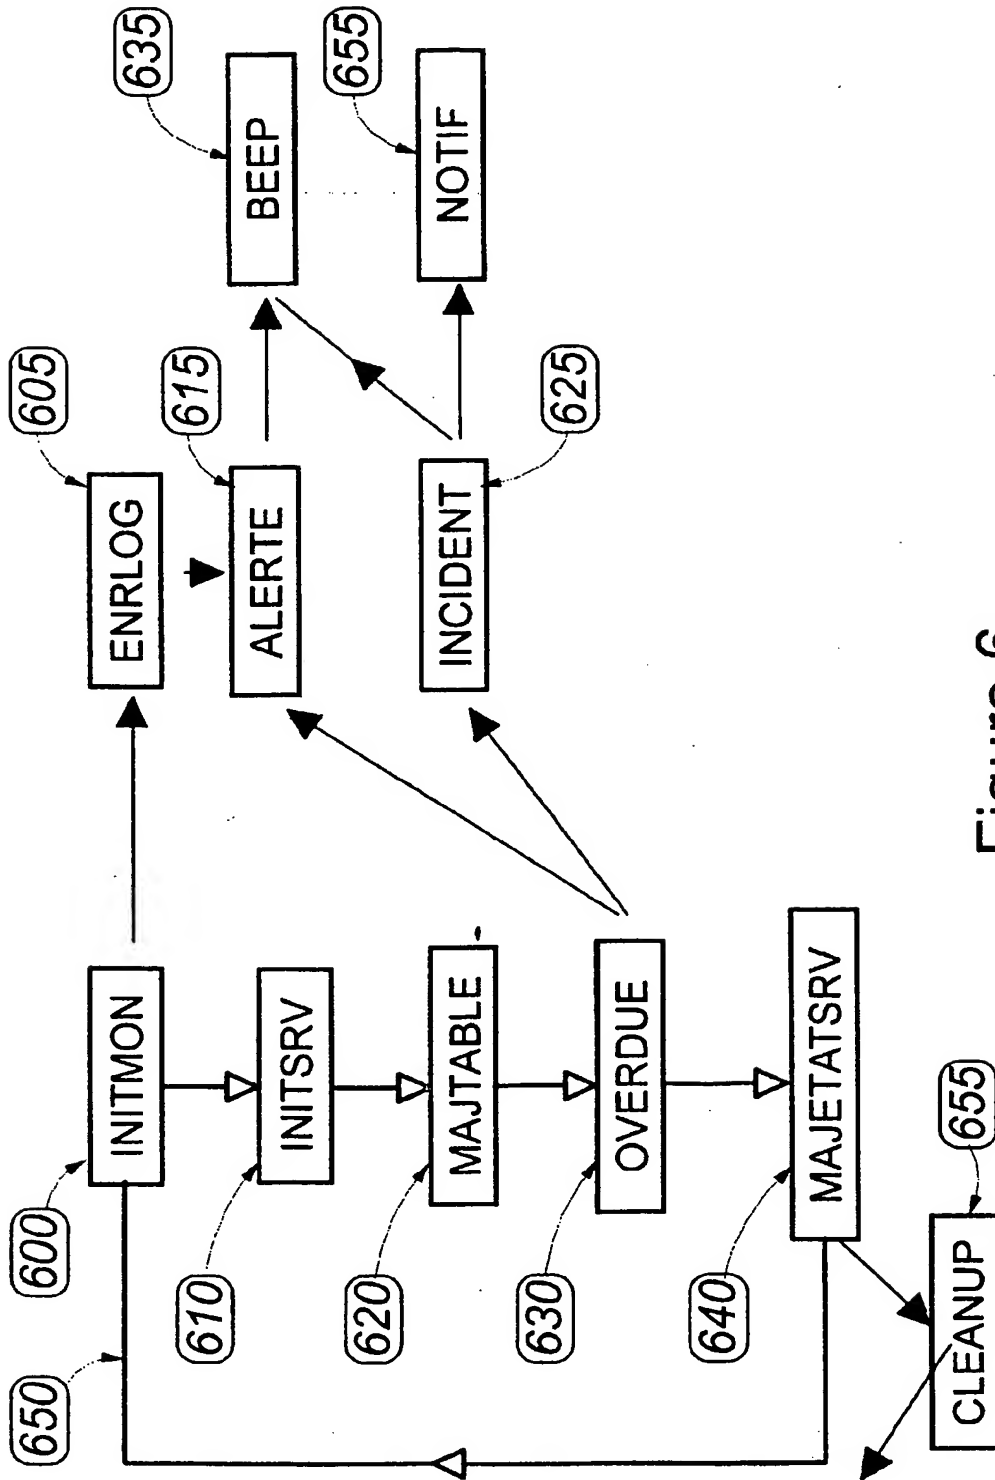 600
INITMON
650
610
INITSRV
620
MAJTABLE
630
OVERDUE
640
MAJETATSRV
CLEANUP
655
605
ENRLOG
615
ALERTE
INCIDENT
625
635
BEEP
655
NOTIF
Figure 6